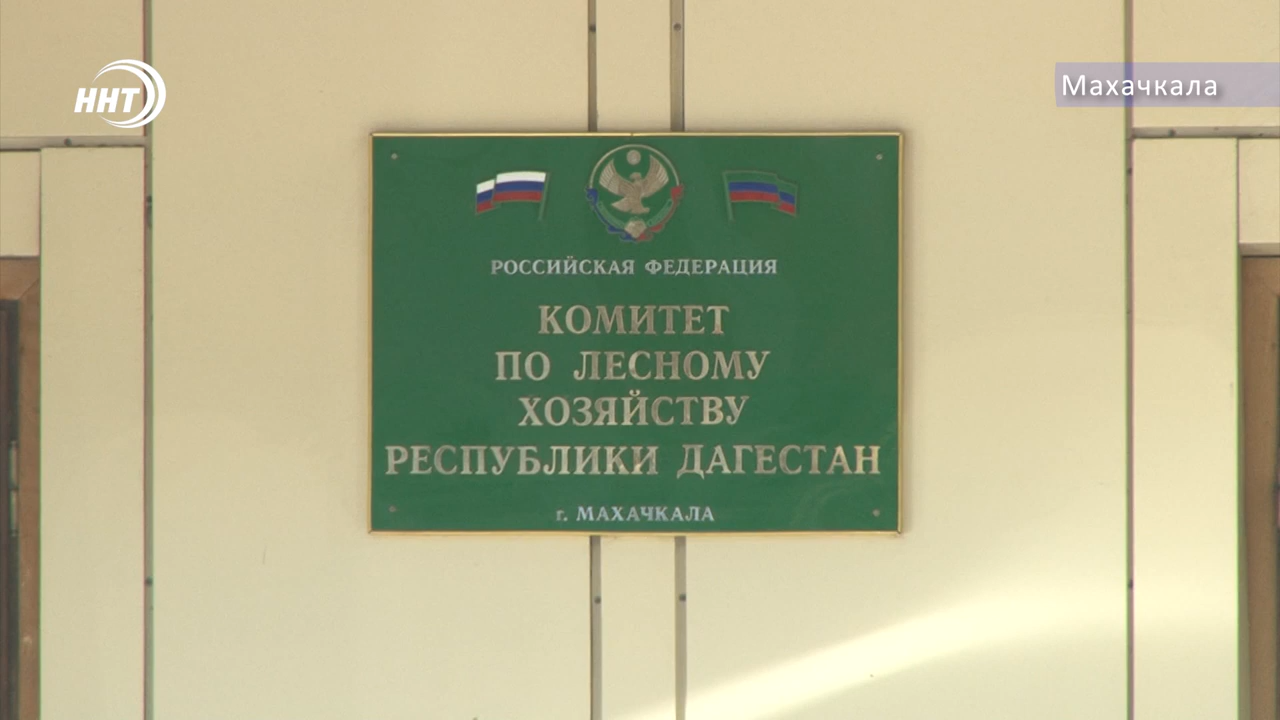 ННТ
Махачкала
РОССИЙСКАЯ ФЕДЕРАЦИЯ
КОМИТЕТ
ПО ЛЕСНОМУ
ХОЗЯЙСТВУ
РЕСПУБЛИКИ ДАГЕСТАН
г. МАХАЧКАЛА